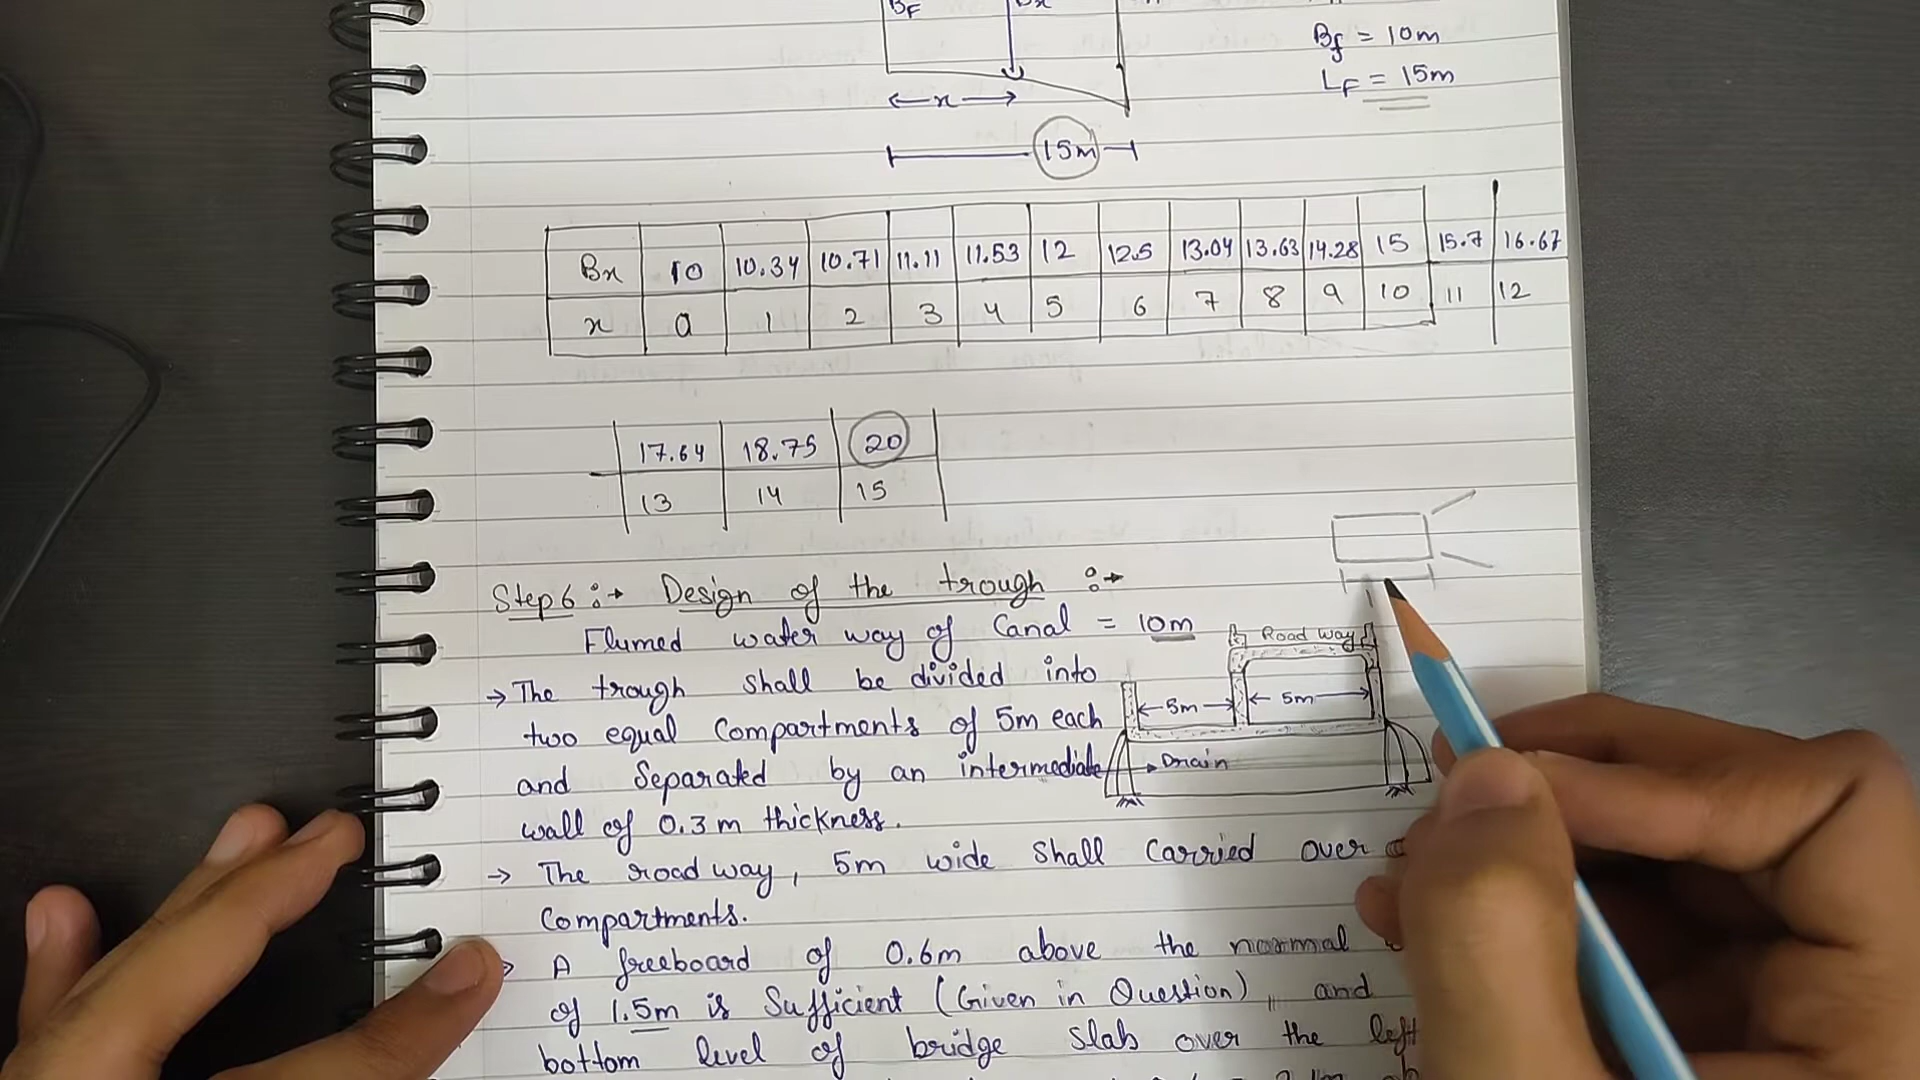 BF Bx
Bf = 10m
LF = 15m
x
15m
Bx 10 10.34 10.71 11.11 11.53 12 12.5 13.04 13.63 14.28 15 15.7 16.67
x 0 1 2 3 4 5 6 7 8 9 10 11 12
17.64 18.75 20
13 14 15
Step 6 :→ Design of the trough :→
Flumed water way of Canal = 10m
→ The trough shall be divided into
two equal Compartments of 5m each
and Separated by an intermediate
wall of 0.3m thickness.
Road way
5m 5m
Drain
→ The road way, 5m wide shall carried over
Compartments.
→ A freeboard of 0.6m above the normal
of 1.5m is Sufficient (Given in Question), and
bottom level of bridge slab over the left